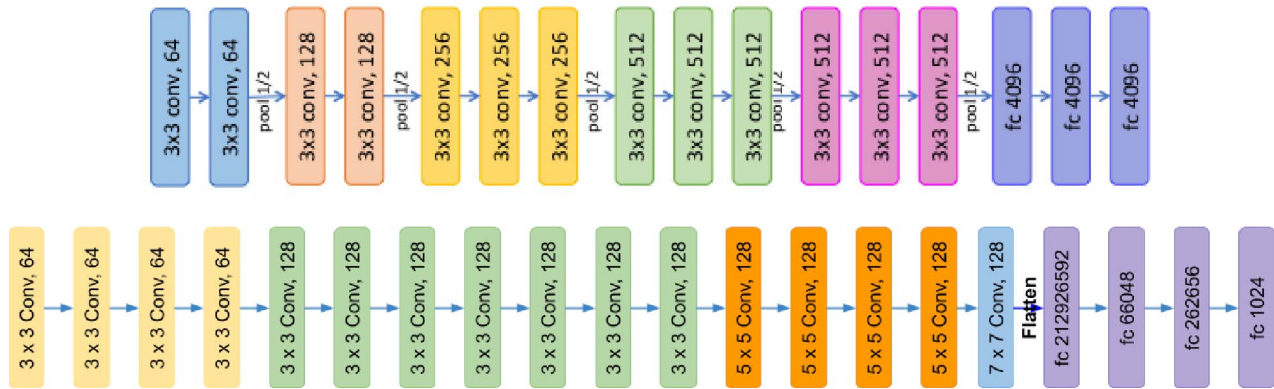 3x3 conv, 64
3x3 conv, 64
pool 1/2
3x3 conv, 128
3x3 conv, 128
pool 1/2
3x3 conv, 256
3x3 conv, 256
3x3 conv, 256
pool 1/2
3x3 conv, 512
3x3 conv, 512
3x3 conv, 512
pool 1/2
3x3 conv, 512
3x3 conv, 512
3x3 conv, 512
pool 1/2
fc 4096
fc 4096
fc 4096
3 x 3 Conv, 64
3 x 3 Conv, 64
3 x 3 Conv, 64
3 x 3 Conv, 64
3 x 3 Conv, 128
3 x 3 Conv, 128
3 x 3 Conv, 128
3 x 3 Conv, 128
3 x 3 Conv, 128
3 x 3 Conv, 128
3 x 3 Conv, 128
5 x 5 Conv, 128
5 x 5 Conv, 128
5 x 5 Conv, 128
5 x 5 Conv, 128
7 x 7 Conv, 128
Flatten
fc 212926592
fc 66048
fc 262656
fc 1024